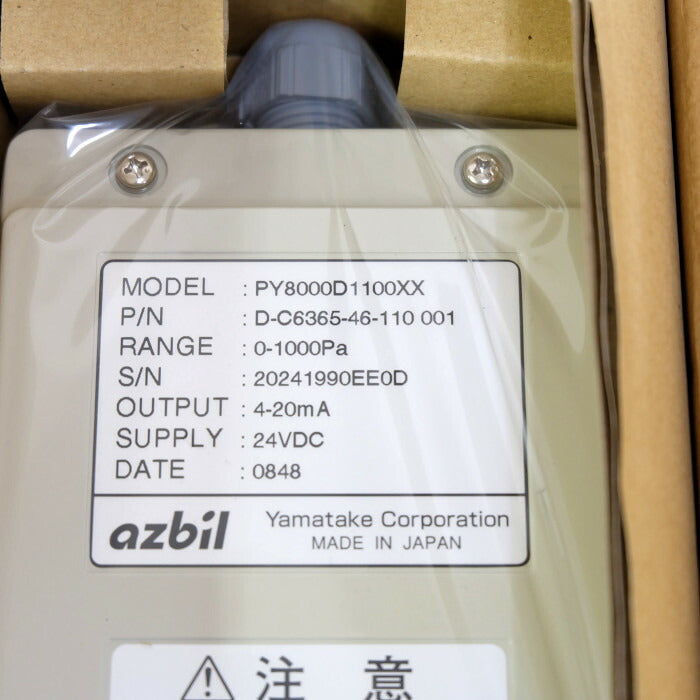 MODEL : PY8000D1100XX
P/N : D-C6365-46-110 001
RANGE : 0-1000Pa
S/N : 20241990EE0D
OUTPUT : 4-20mA
SUPPLY : 24VDC
DATE : 0848
azbil Yamatake Corporation
MADE IN JAPAN
注 意